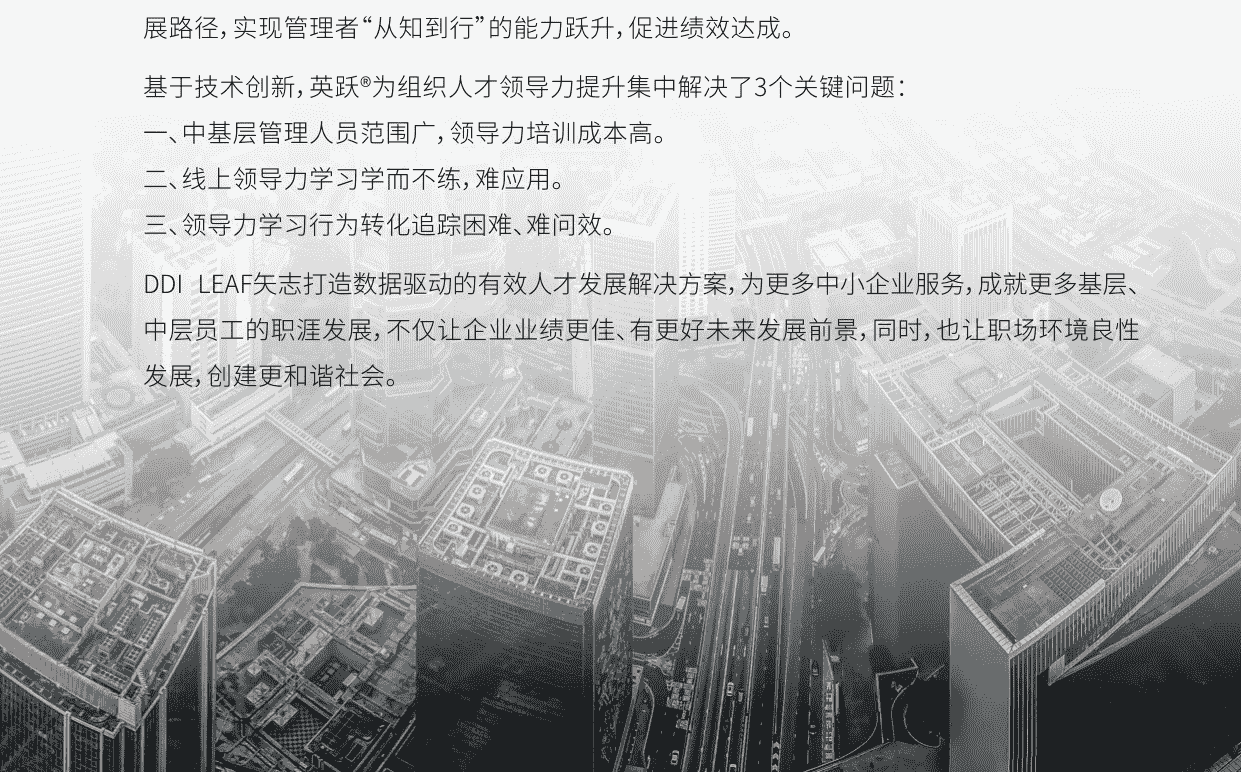 展路径，实现管理者“从知到行”的能力跃升，促进绩效达成。
基于技术创新，英跃®为组织人才领导力提升集中解决了3个关键问题：
一、中基层管理人员范围广，领导力培训成本高。
二、线上领导力学习学而不练，难应用。
三、领导力学习行为转化追踪困难、难问效。
DDI LEAF矢志打造数据驱动的有效人才发展解决方案，为更多中小企业服务，成就更多基层、
中层员工的职涯发展，不仅让企业业绩更佳、有更好未来发展前景，同时，也让职场环境良性
发展，创建更和谐社会。